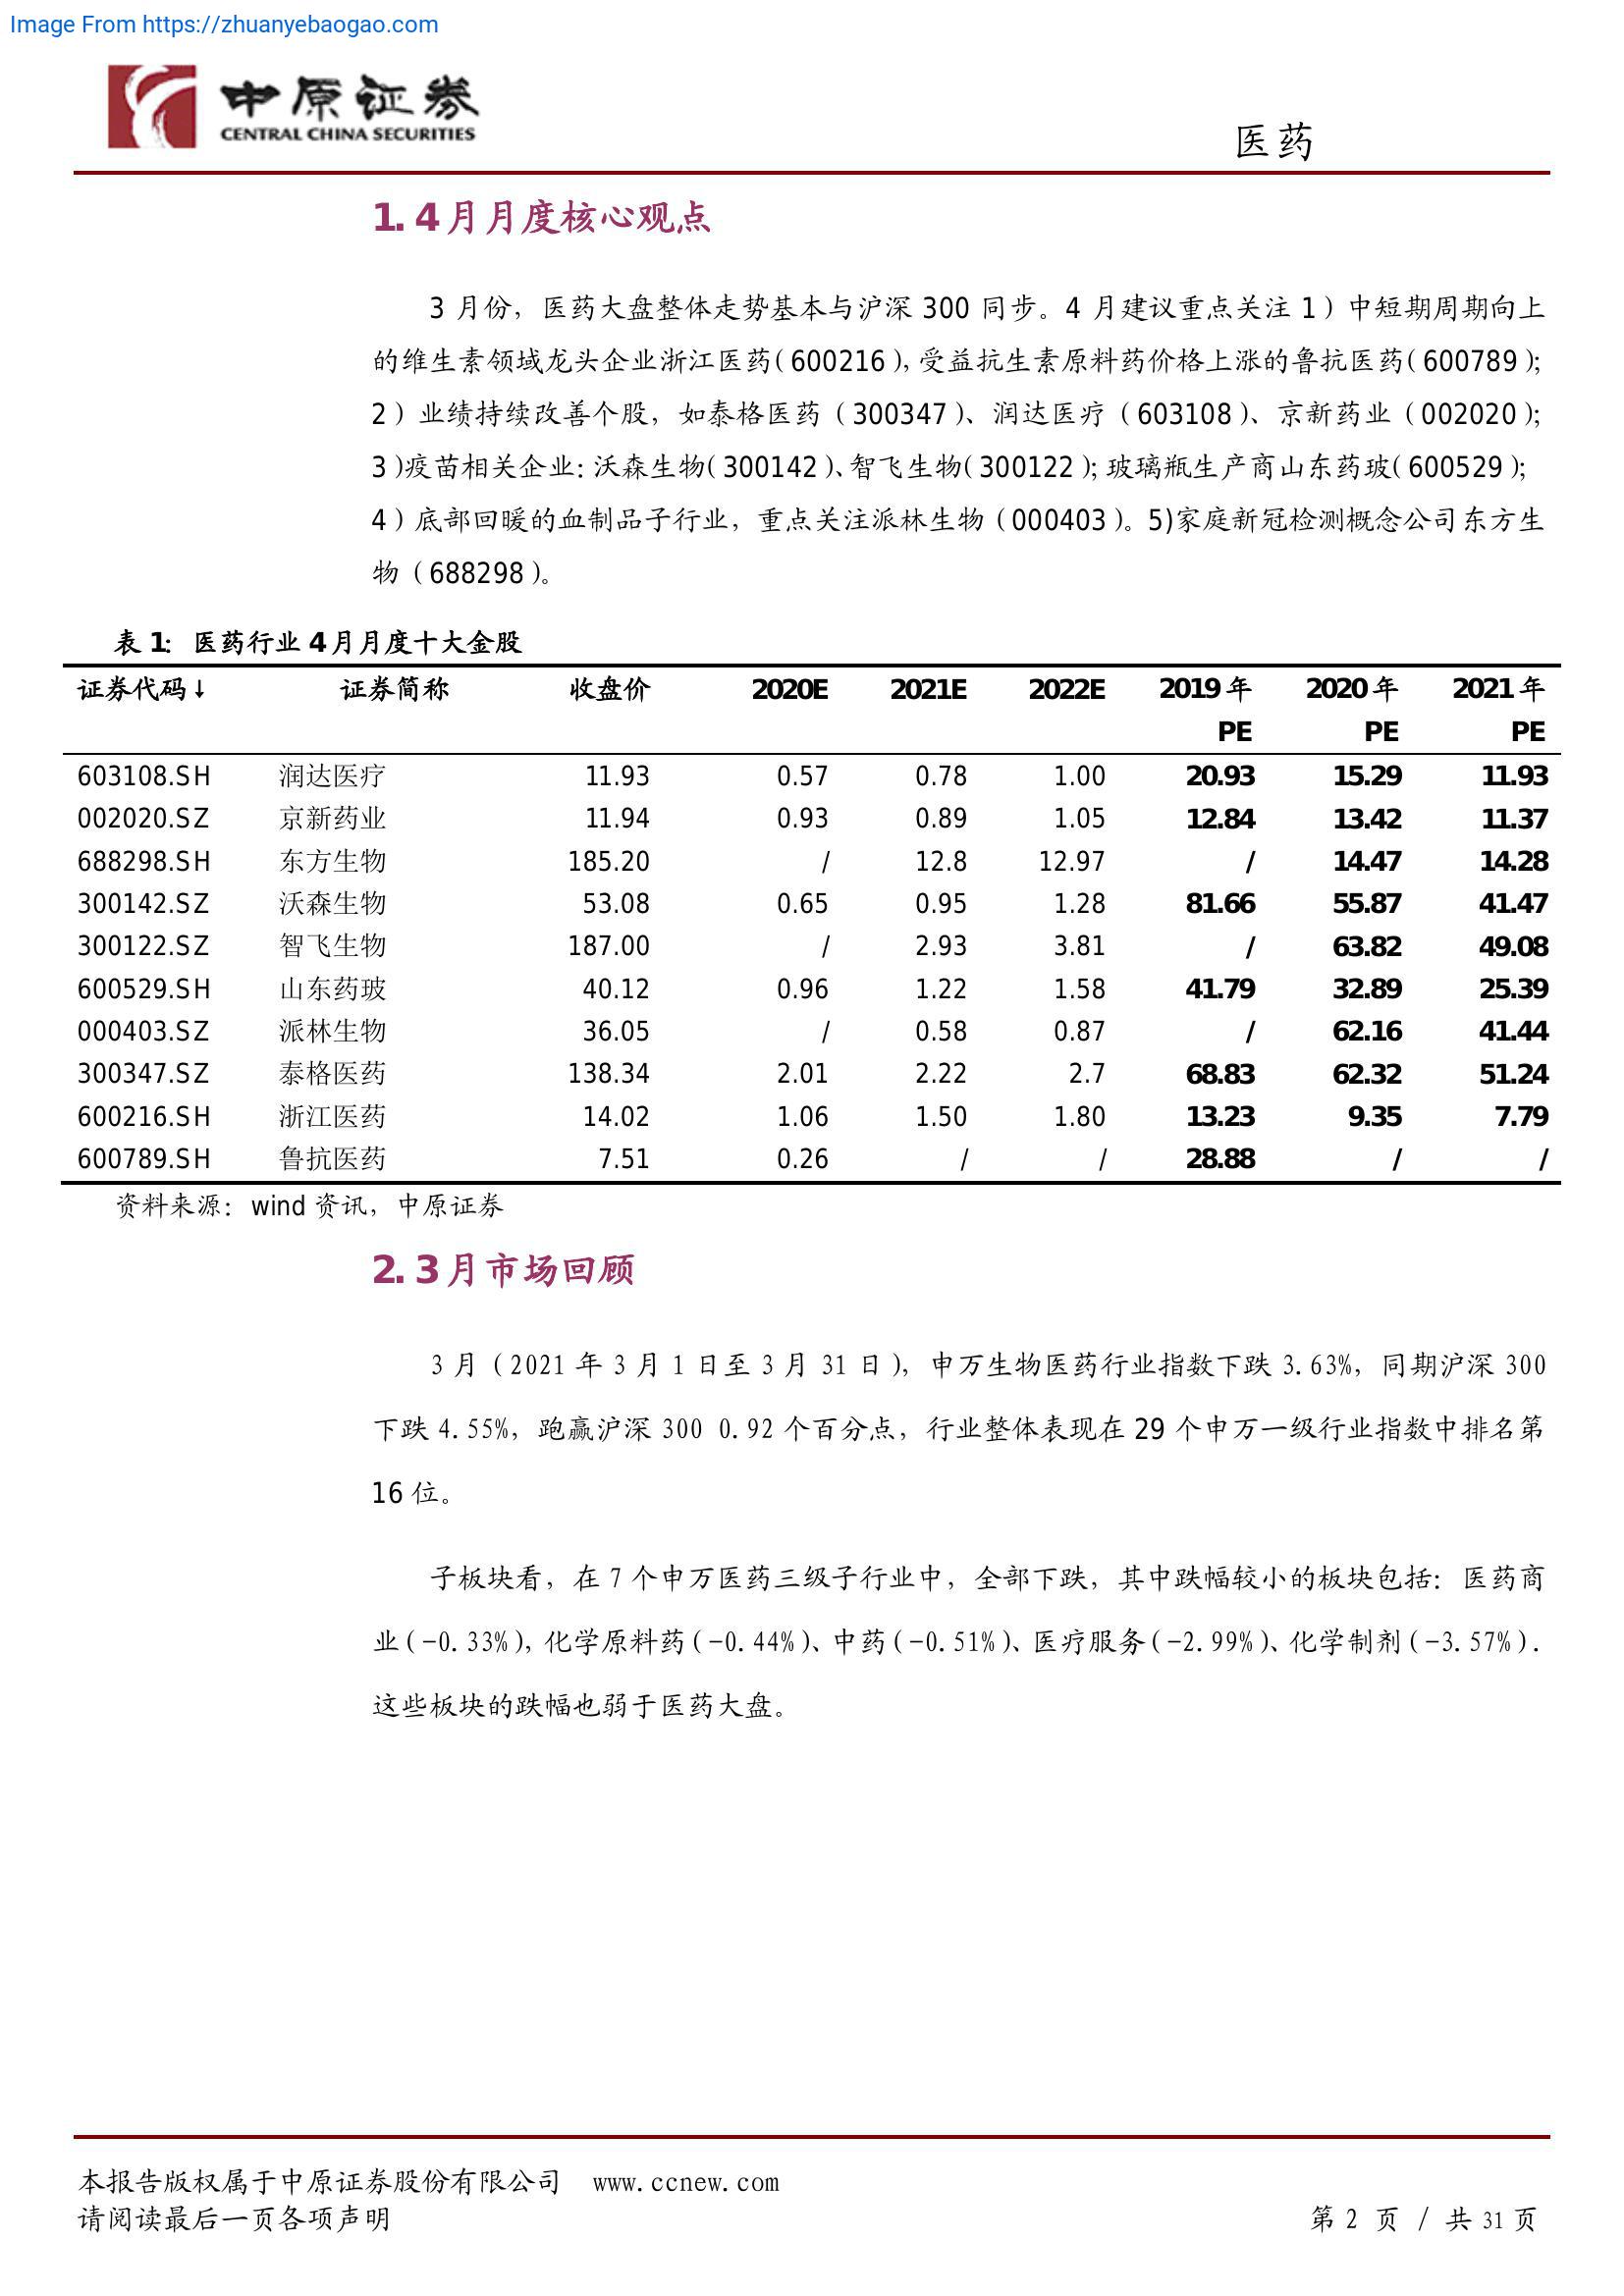 Image From https://zhuanyebaogao.com
中原证券
CENTRAL CHINA SECURITIES
医药
1. 4 月月度核心观点
3 月份，医药大盘整体走势基本与沪深 300 同步。4 月建议重点关注 1）中短期周期向上
的维生素领域龙头企业浙江医药（600216），受益抗生素原料药价格上涨的鲁抗医药（600789）；
2）业绩持续改善个股，如泰格医药（300347）、润达医疗（603108）、京新药业（002020）；
3）疫苗相关企业：沃森生物（300142）、智飞生物（300122）；玻璃瓶生产商山东药玻（600529）；
4）底部回暖的血制品子行业，重点关注派林生物（000403）。5)家庭新冠检测概念公司东方生
物（688298）。
表 1： 医药行业 4 月月度十大金股
证券代码↓ 证券简称 收盘价 2020E 2021E 2022E 2019 年 2020 年 2021 年
PE PE PE
603108.SH 润达医疗 11.93 0.57 0.78 1.00 20.93 15.29 11.93
002020.SZ 京新药业 11.94 0.93 0.89 1.05 12.84 13.42 11.37
688298.SH 东方生物 185.20 / 12.8 12.97 / 14.47 14.28
300142.SZ 沃森生物 53.08 0.65 0.95 1.28 81.66 55.87 41.47
300122.SZ 智飞生物 187.00 / 2.93 3.81 / 63.82 49.08
600529.SH 山东药玻 40.12 0.96 1.22 1.58 41.79 32.89 25.39
000403.SZ 派林生物 36.05 / 0.58 0.87 / 62.16 41.44
300347.SZ 泰格医药 138.34 2.01 2.22 2.7 68.83 62.32 51.24
600216.SH 浙江医药 14.02 1.06 1.50 1.80 13.23 9.35 7.79
600789.SH 鲁抗医药 7.51 0.26 / / 28.88 / /
资料来源：wind 资讯，中原证券
2. 3 月市场回顾
3 月（2021 年 3 月 1 日至 3 月 31 日），申万生物医药行业指数下跌 3.63%，同期沪深 300
下跌 4.55%，跑赢沪深 300 0.92 个百分点，行业整体表现在 29 个申万一级行业指数中排名第
16 位。
子板块看，在 7 个申万医药三级子行业中，全部下跌，其中跌幅较小的板块包括：医药商
业（-0.33%），化学原料药（-0.44%）、中药（-0.51%）、医疗服务（-2.99%）、化学制剂（-3.57%）.
这些板块的跌幅也弱于医药大盘。
本报告版权属于中原证券股份有限公司 www.ccnew.com
请阅读最后一页各项声明 第 2 页 / 共 31 页